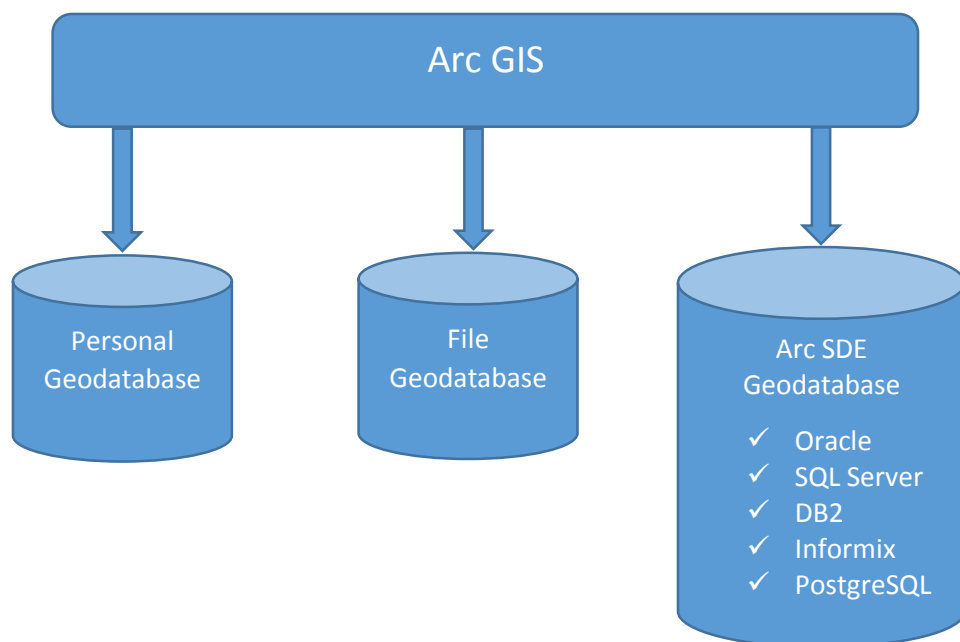 Arc GIS
Personal
Geodatabase
File
Geodatabase
Arc SDE
Geodatabase
✓ Oracle
✓ SQL Server
✓ DB2
✓ Informix
✓ PostgreSQL